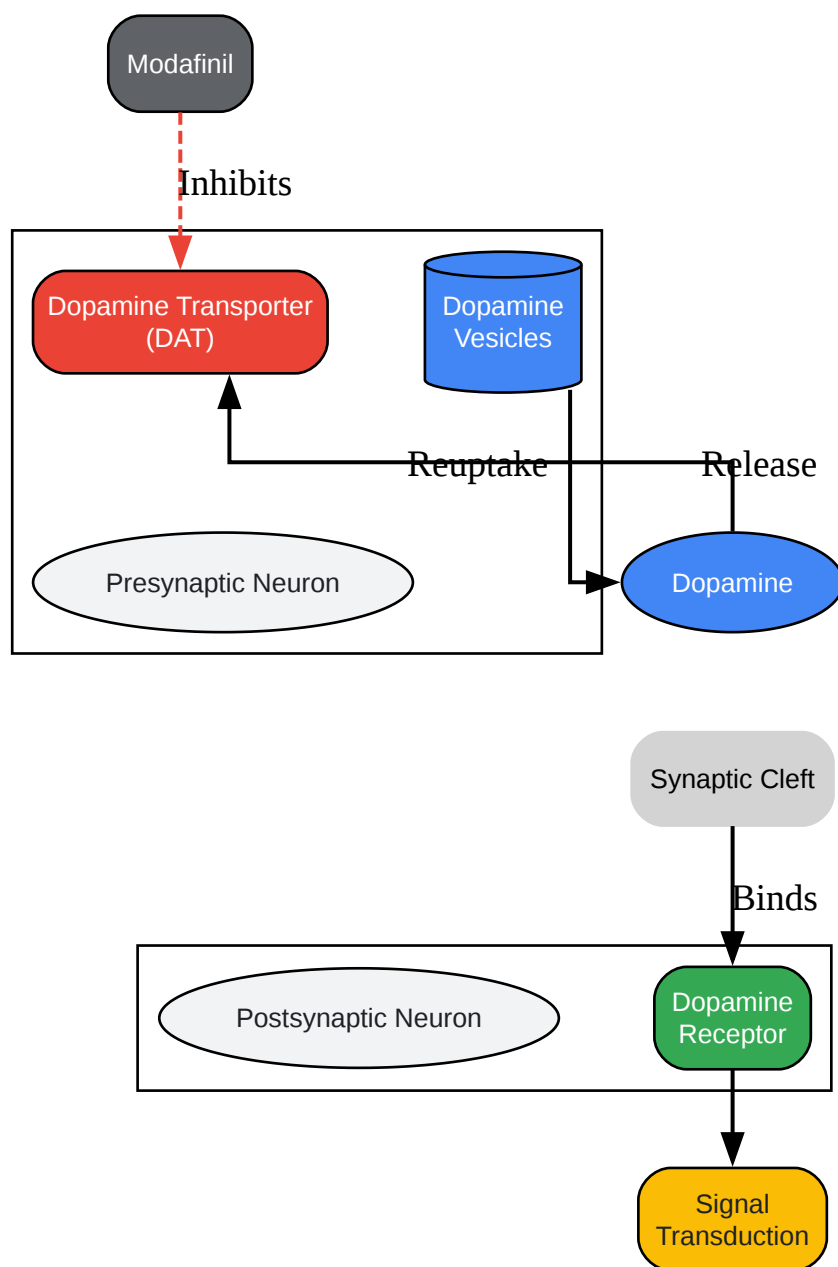 Modafinil
Inhibits
Dopamine Transporter
(DAT)
Dopamine
Vesicles
Reuptake
Release
Presynaptic Neuron
Dopamine
Synaptic Cleft
Binds
Postsynaptic Neuron
Dopamine
Receptor
Signal
Transduction